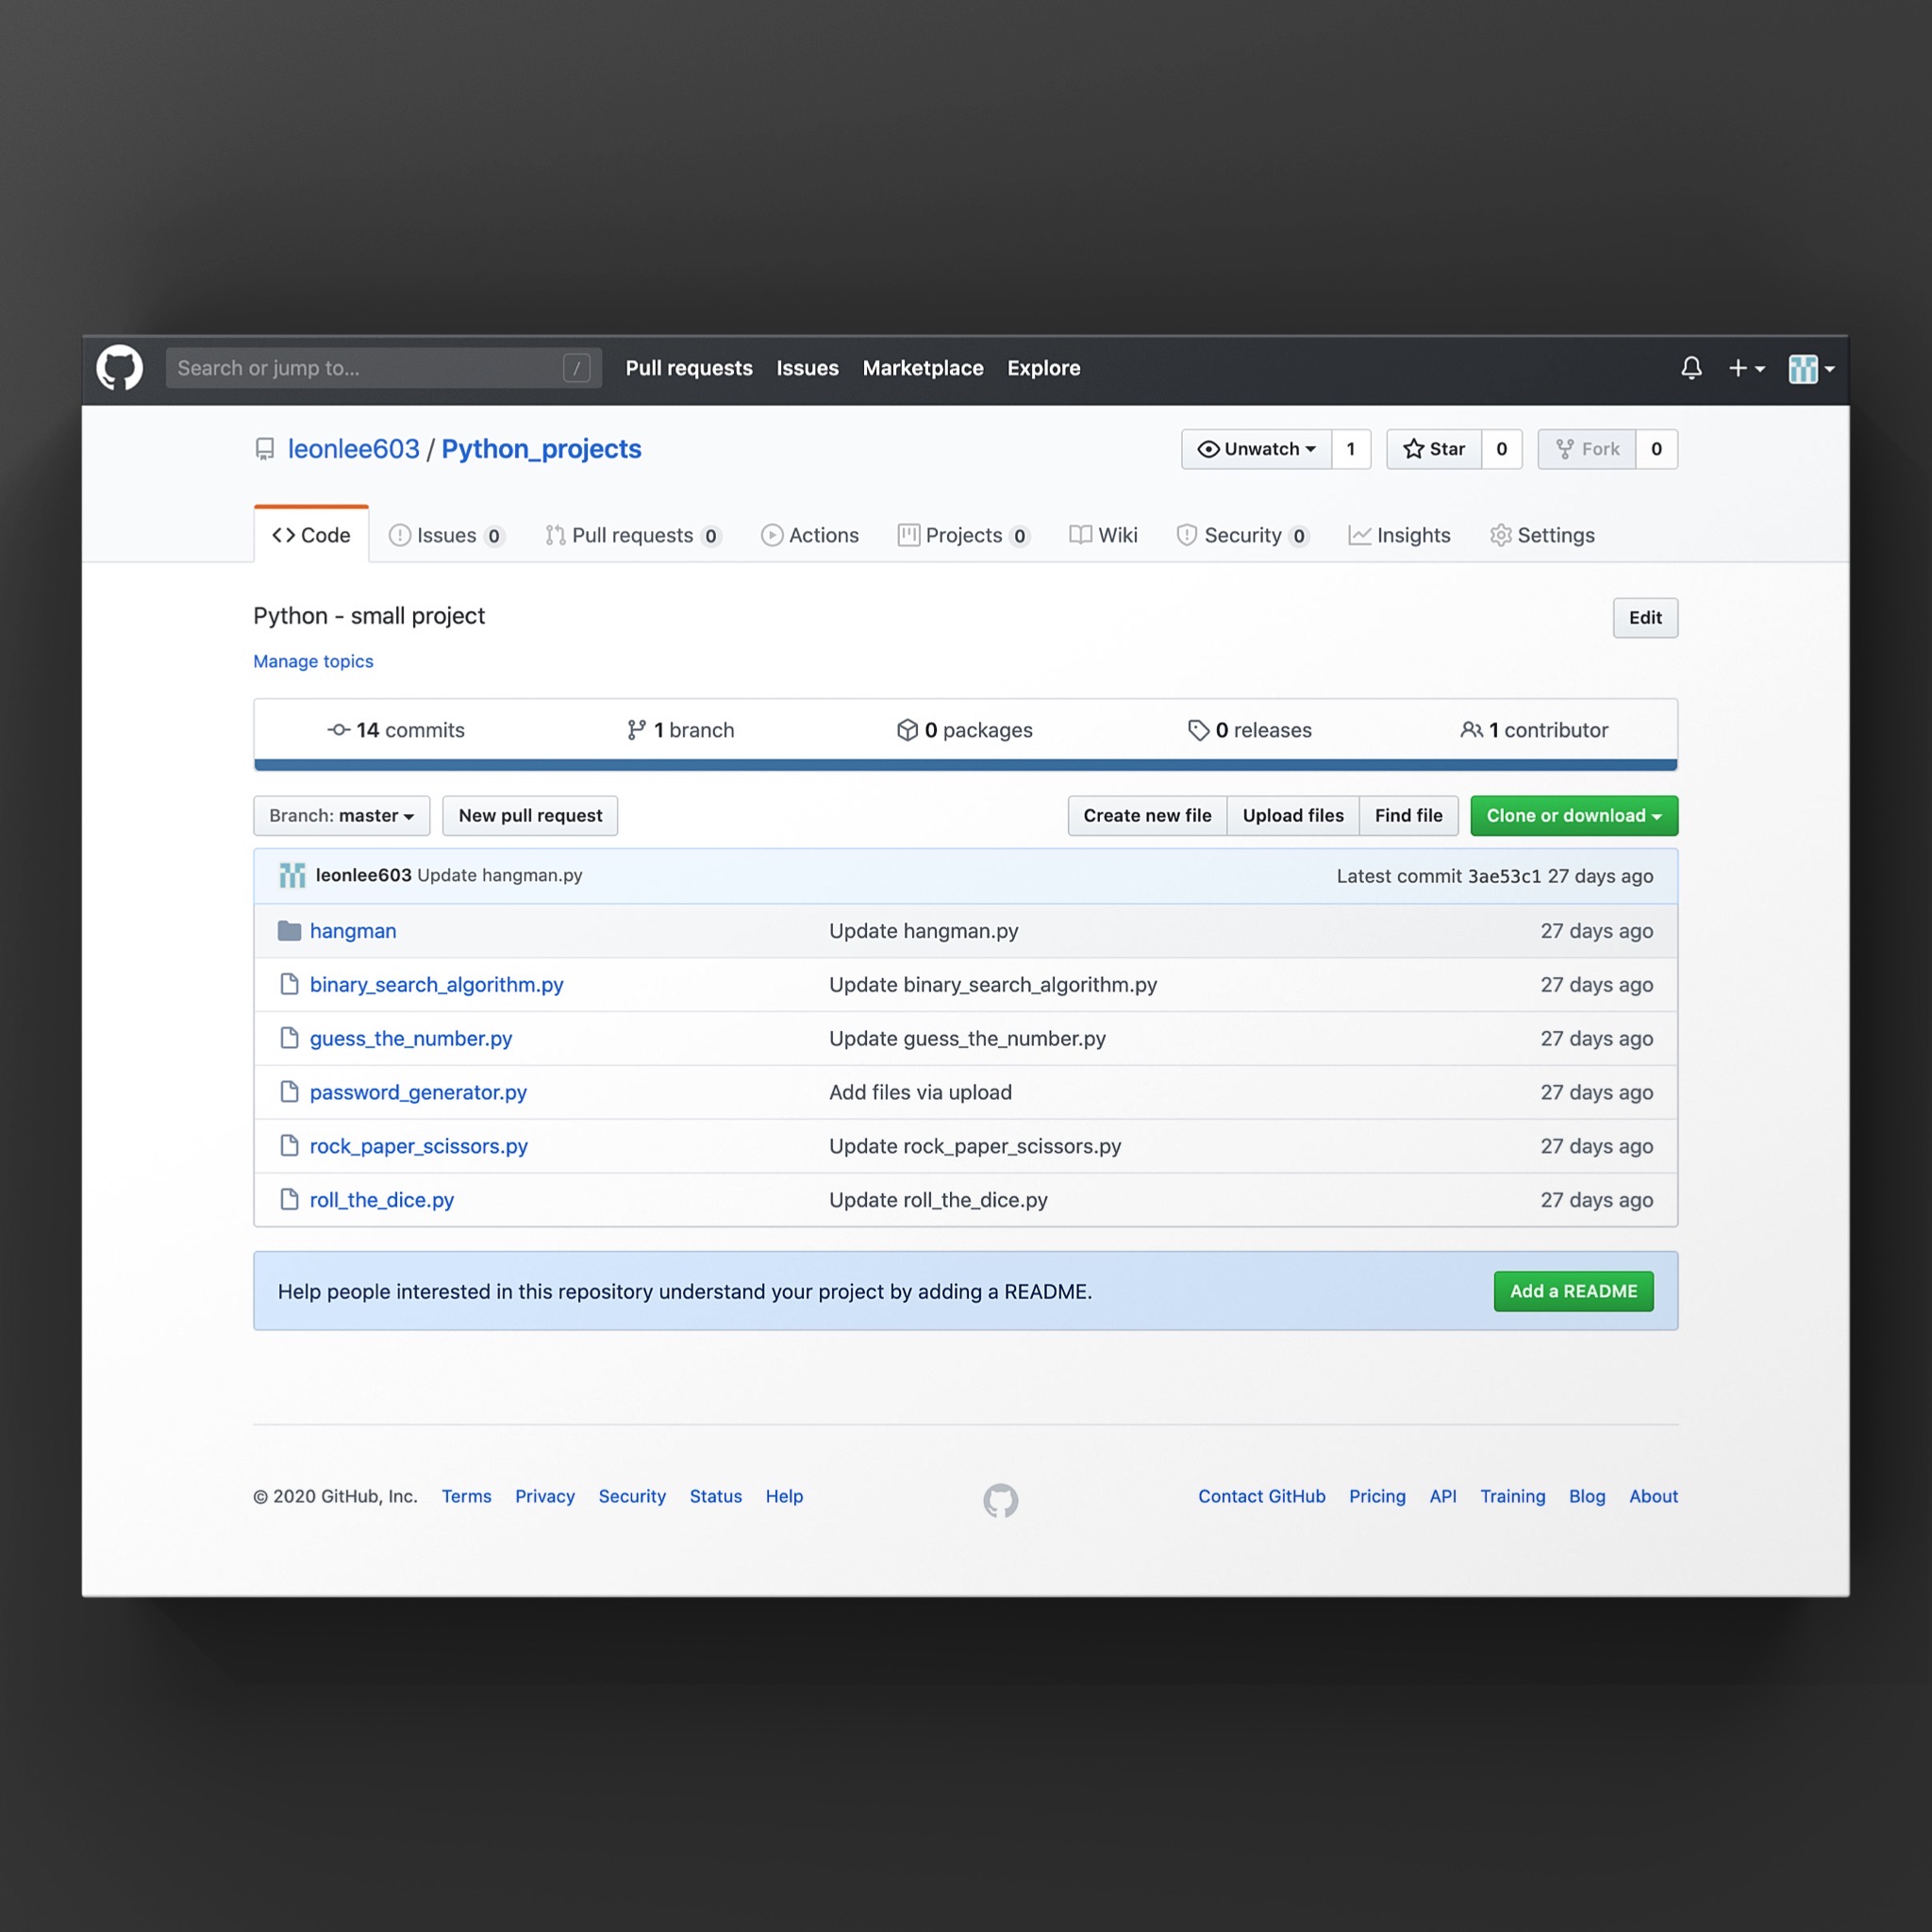 Search or jump to... / Pull requests Issues Marketplace Explore
leonlee603 / Python_projects Unwatch 1 Star 0 Fork 0
Code Issues 0 Pull requests 0 Actions Projects 0 Wiki Security 0 Insights Settings
Python - small project Edit
Manage topics
14 commits 1 branch 0 packages 0 releases 1 contributor
Branch: master New pull request Create new file Upload files Find file Clone or download
leonlee603 Update hangman.py Latest commit 3ae53c1 27 days ago
hangman Update hangman.py 27 days ago
binary_search_algorithm.py Update binary_search_algorithm.py 27 days ago
guess_the_number.py Update guess_the_number.py 27 days ago
password_generator.py Add files via upload 27 days ago
rock_paper_scissors.py Update rock_paper_scissors.py 27 days ago
roll_the_dice.py Update roll_the_dice.py 27 days ago
Help people interested in this repository understand your project by adding a README. Add a README
© 2020 GitHub, Inc. Terms Privacy Security Status Help Contact GitHub Pricing API Training Blog About